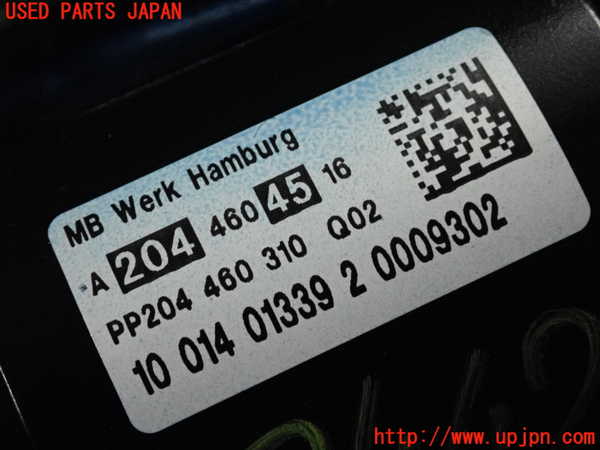 USED PARTS JAPAN
MB Werk Hamburg
*A 204 460 45 16
PP204 460 310 Q02
10 014 01339 2 0009302
http://www.upjpn.com/